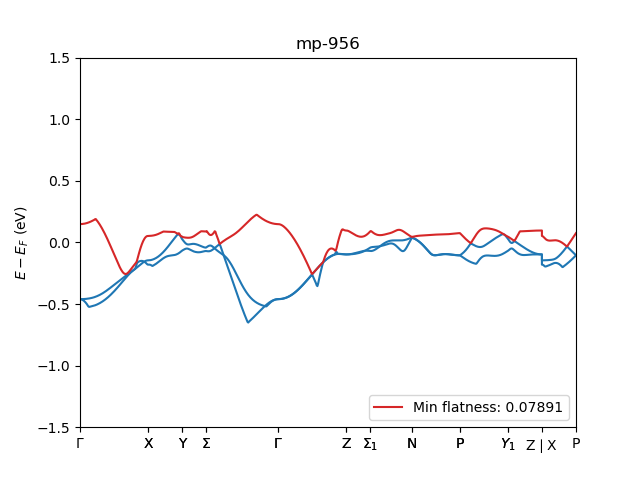 mp-956
E − E_F (eV)
1.5
1.0
0.5
0.0
−0.5
−1.0
−1.5
Min flatness: 0.07891
Γ X Y Σ Γ Z Σ₁ N P Y₁ Z | X P